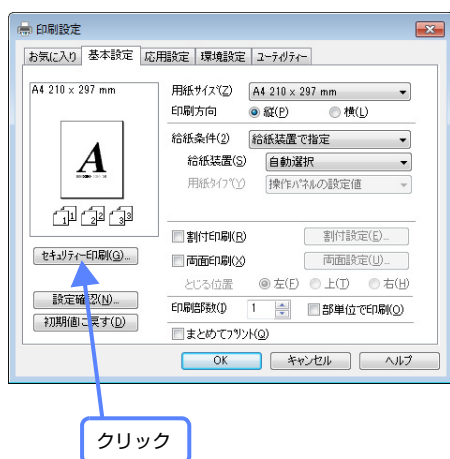 印刷設定
お気に入り 基本設定 応用設定 環境設定 ユーティリティー
A4 210 x 297 mm
A
1 1 2 2 3 3
セキュリティー印刷(G)...
設定確認(N)...
初期値に戻す(D)
用紙サイズ(Z) A4 210 x 297 mm
印刷方向 縦(P) 横(L)
給紙条件(2) 給紙装置で指定
給紙装置(S) 自動選択
用紙タイプ(Y) 操作パネルの設定値
割付印刷(R) 割付設定(E)...
両面印刷(X) 両面設定(U)...
とじる位置 左(F) 上(T) 右(H)
印刷部数(I) 1 部単位で印刷(O)
まとめてプリント(Q)
OK キャンセル ヘルプ
クリック